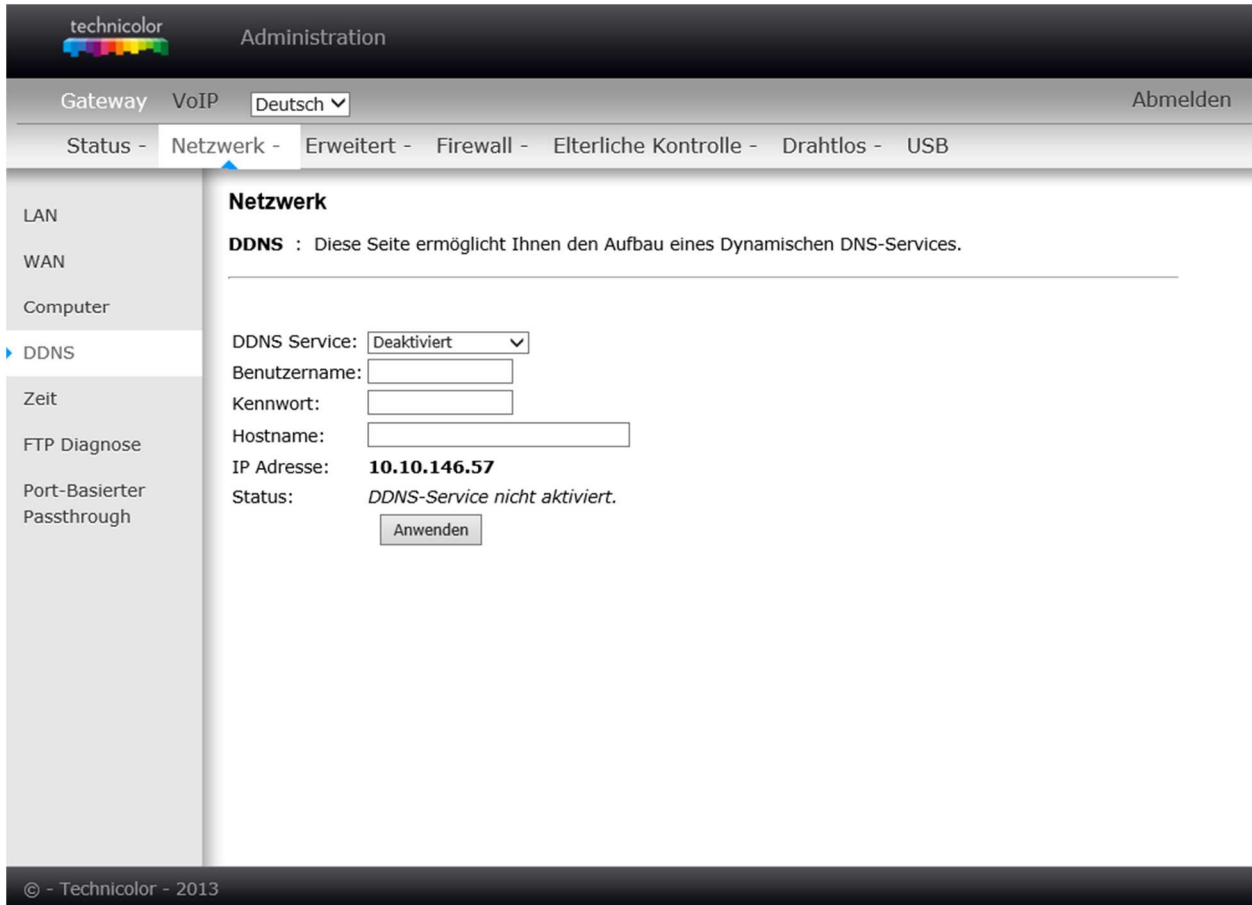 technicolor
Administration
Gateway VoIP Deutsch Abmelden
Status - Netzwerk - Erweitert - Firewall - Elterliche Kontrolle - Drahtlos - USB
LAN
WAN
Computer
DDNS
Zeit
FTP Diagnose
Port-Basierter
Passthrough
Netzwerk
DDNS : Diese Seite ermöglicht Ihnen den Aufbau eines Dynamischen DNS-Services.
DDNS Service: Deaktiviert
Benutzername:
Kennwort:
Hostname:
IP Adresse: 10.10.146.57
Status: DDNS-Service nicht aktiviert.
Anwenden
© - Technicolor - 2013